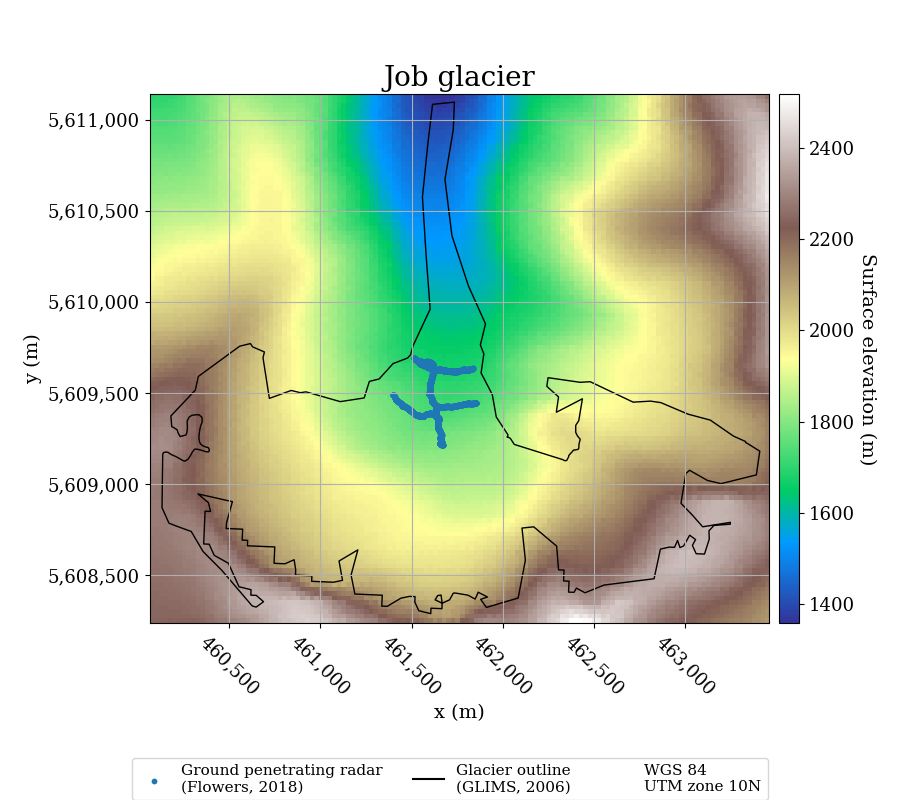 Job glacier
5,611,000
5,610,500
5,610,000
5,609,500
5,609,000
5,608,500
y (m)
460,500
461,000
461,500
462,000
462,500
463,000
x (m)
2400
2200
2000
1800
1600
1400
Surface elevation (m)
Ground penetrating radar
(Flowers, 2018)
Glacier outline
(GLIMS, 2006)
WGS 84
UTM zone 10N